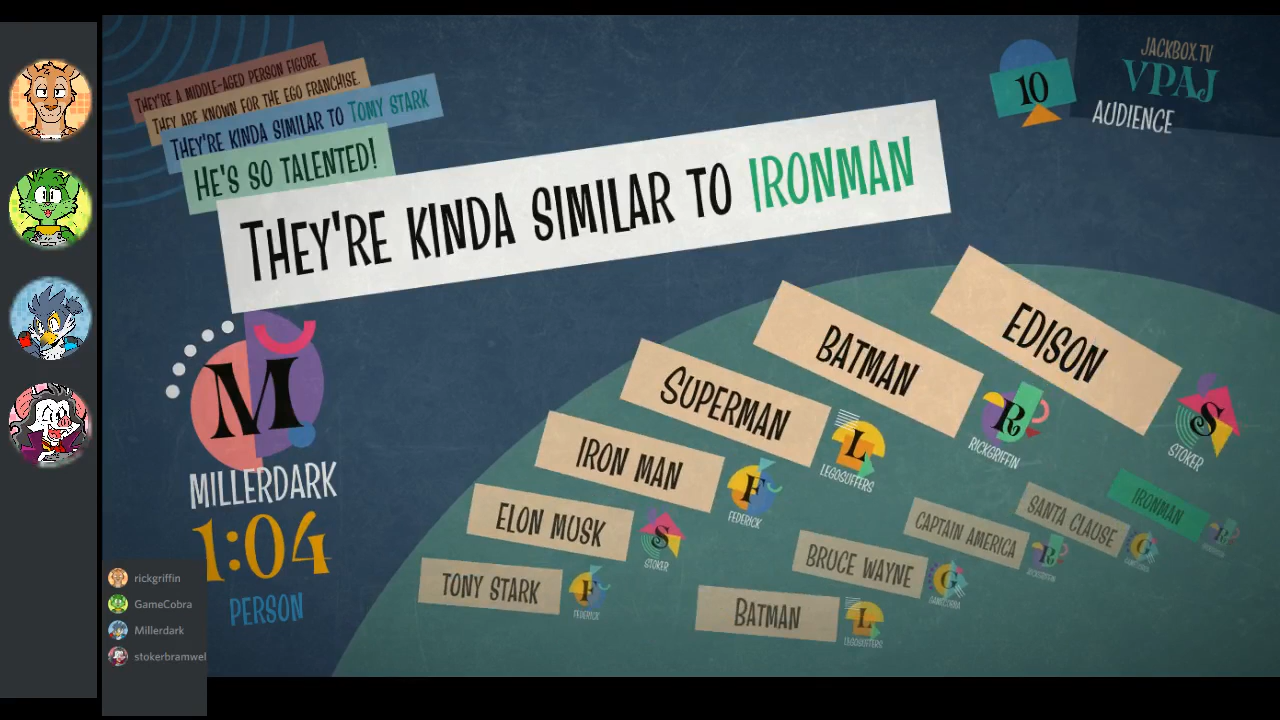 THEY'RE A MIDDLE-AGED PERSON FIGURE.
THEY ARE KNOWN FOR THE EGO FRANCHISE.
THEY'RE KINDA SIMILAR TO TONY STARK
HE'S SO TALENTED!
THEY'RE KINDA SIMILAR TO IRONMAN
10
JACKBOX.TV
VPAJ
AUDIENCE
M
MILLERDARK
1:04
PERSON
EDISON
S
STOKER
BATMAN
R
RICKGRIFFIN
SUPERMAN
L
LEGOSUFFERS
IRON MAN
F
FEDERICK
ELON MUSK
S
STOKER
TONY STARK
F
FEDERICK
IRONMAN
R
SANTA CLAUSE
G
CAPTAIN AMERICA
R
RICKGRIFFIN
BRUCE WAYNE
G
GAMECOBRA
BATMAN
L
LEGOSUFFERS
rickgriffin
GameCobra
Millerdark
stokerbramwel